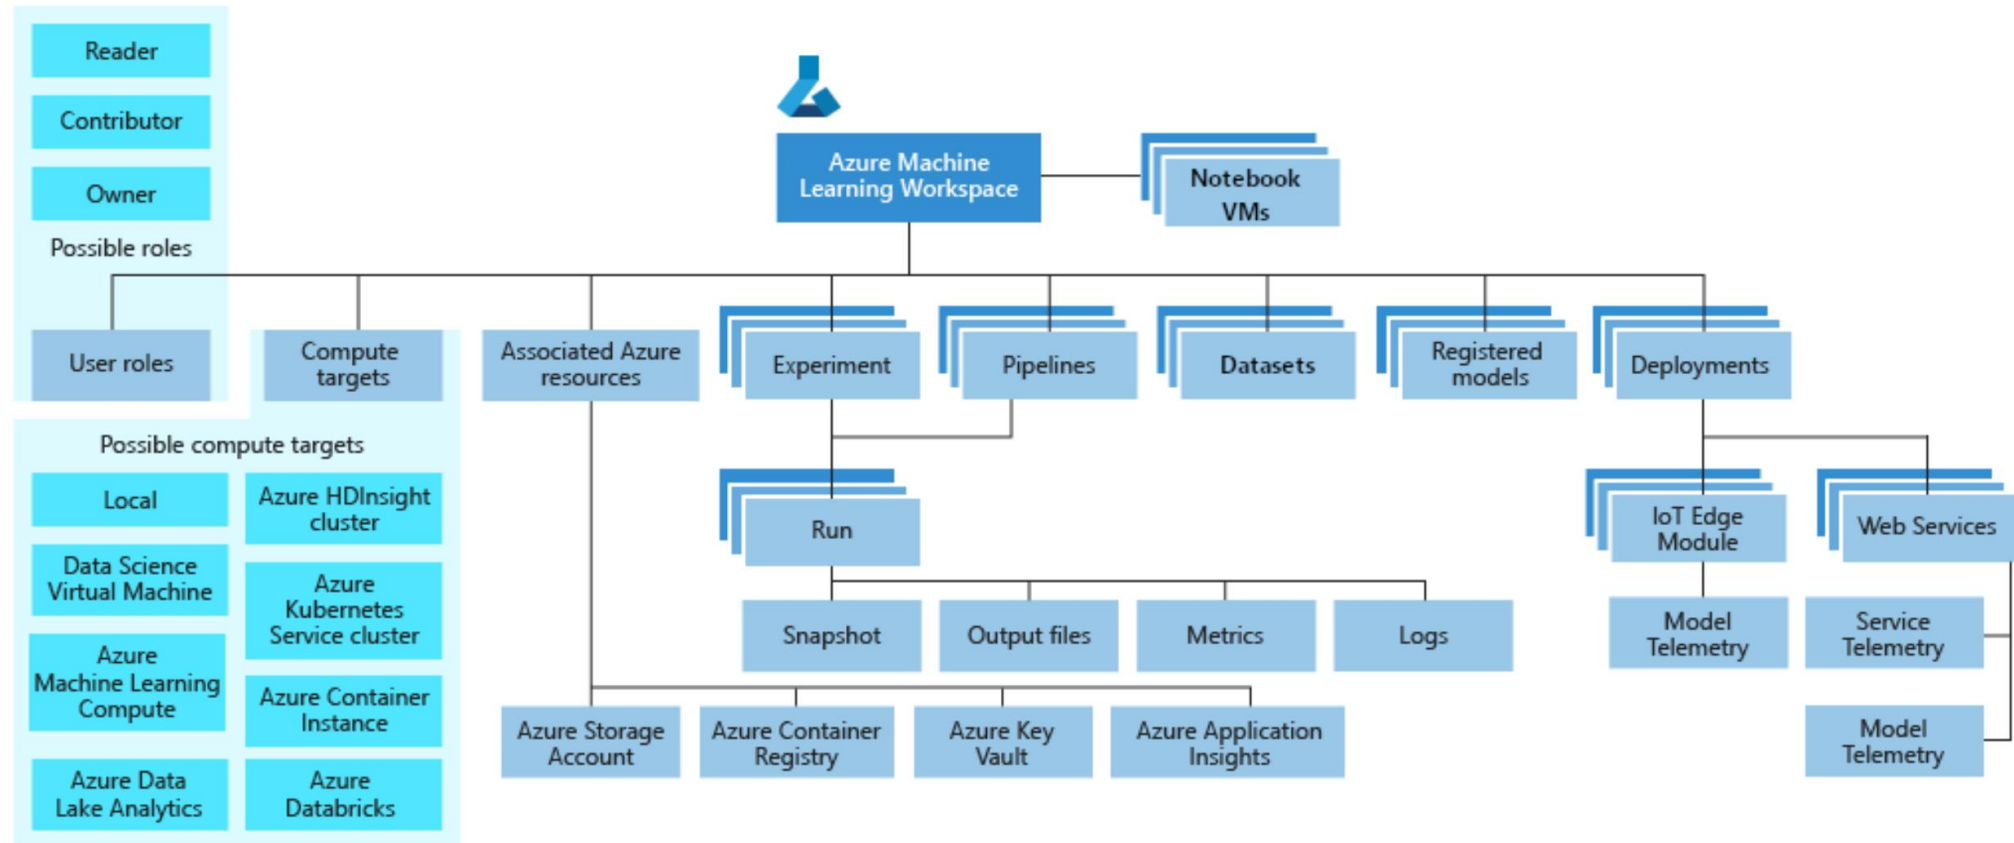 Reader
Contributor
Owner
Possible roles
Azure Machine
Learning Workspace
Notebook
VMs
User roles
Compute
targets
Associated Azure
resources
Experiment
Pipelines
Datasets
Registered
models
Deployments
Possible compute targets
Local
Azure HDInsight
cluster
Data Science
Virtual Machine
Azure
Kubernetes
Service cluster
Azure
Machine Learning
Compute
Azure Container
Instance
Azure Data
Lake Analytics
Azure
Databricks
Run
IoT Edge
Module
Web Services
Snapshot
Output files
Metrics
Logs
Model
Telemetry
Service
Telemetry
Azure Storage
Account
Azure Container
Registry
Azure Key
Vault
Azure Application
Insights
Model
Telemetry